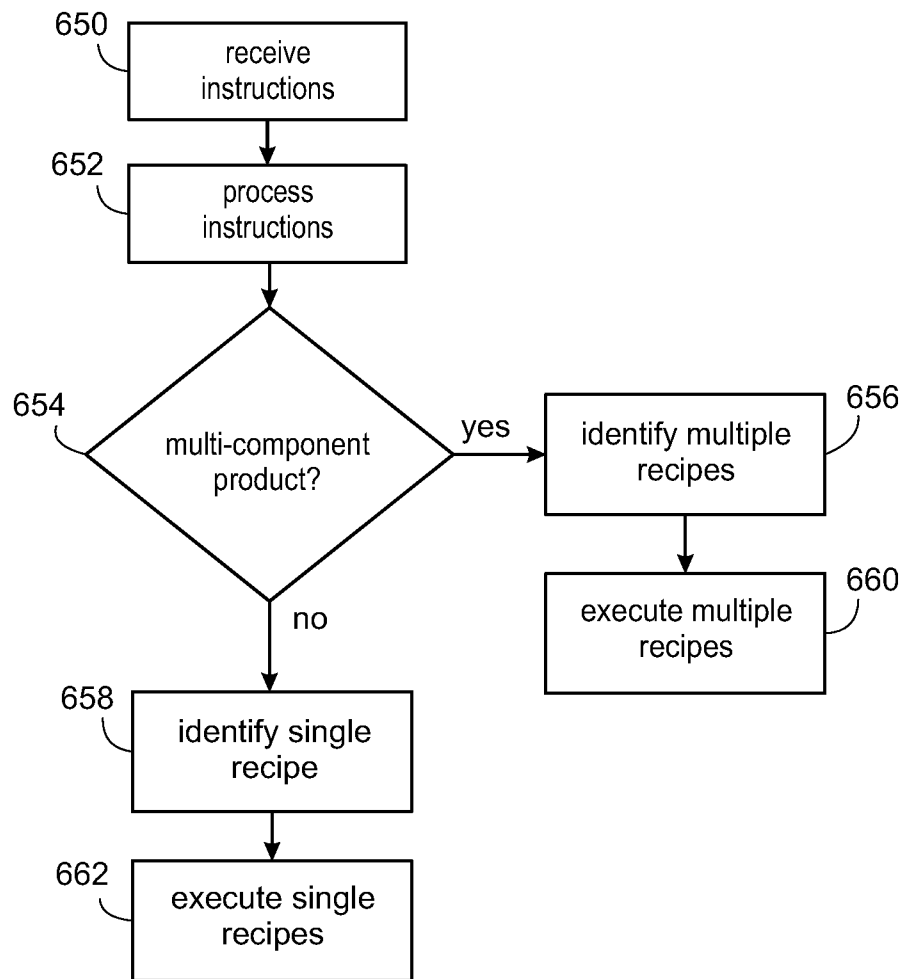 650
receive
instructions
652
process
instructions
654
multi-component
product?
yes
656
identify multiple
recipes
660
execute multiple
recipes
no
658
identify single
recipe
662
execute single
recipes